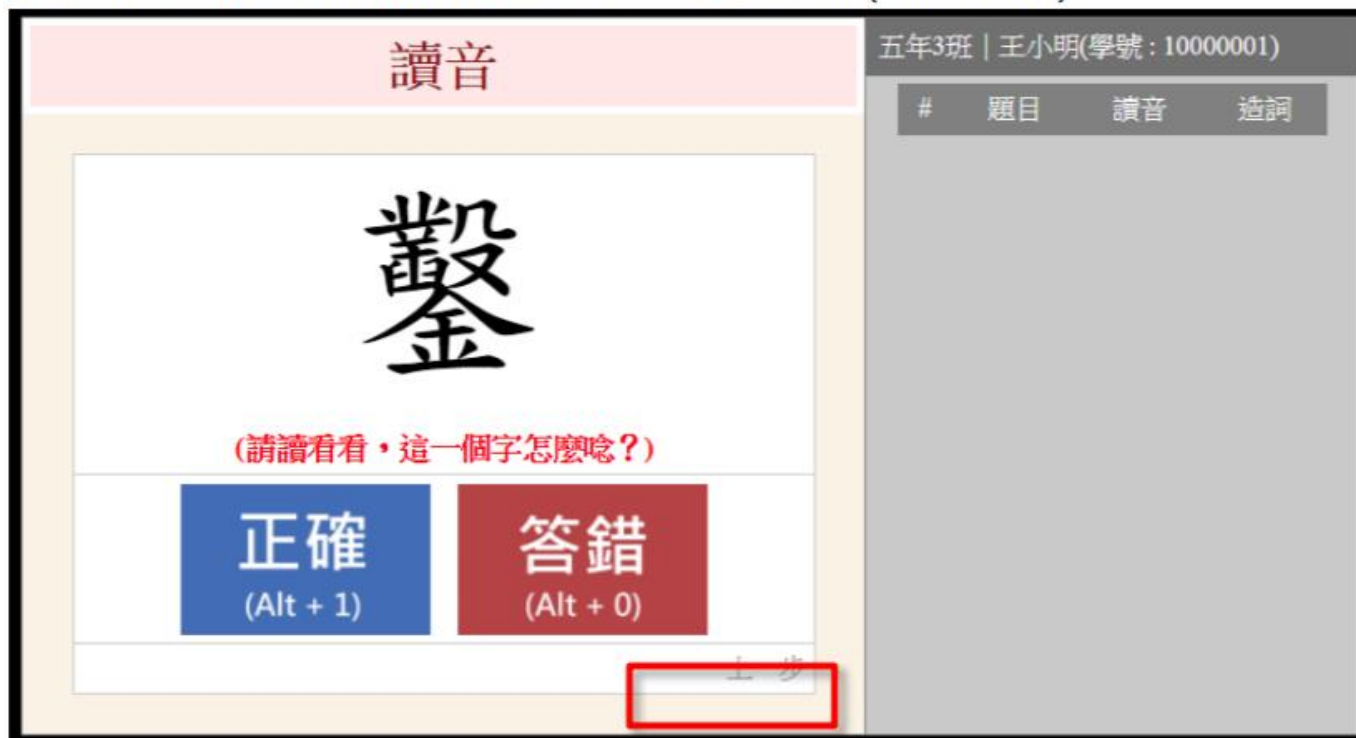 讀音
鑿
(請讀看看，這一個字怎麼唸？)
正確
(Alt + 1)
答錯
(Alt + 0)
上一步
五年3班 | 王小明(學號 : 10000001)
# 題目 讀音 造詞